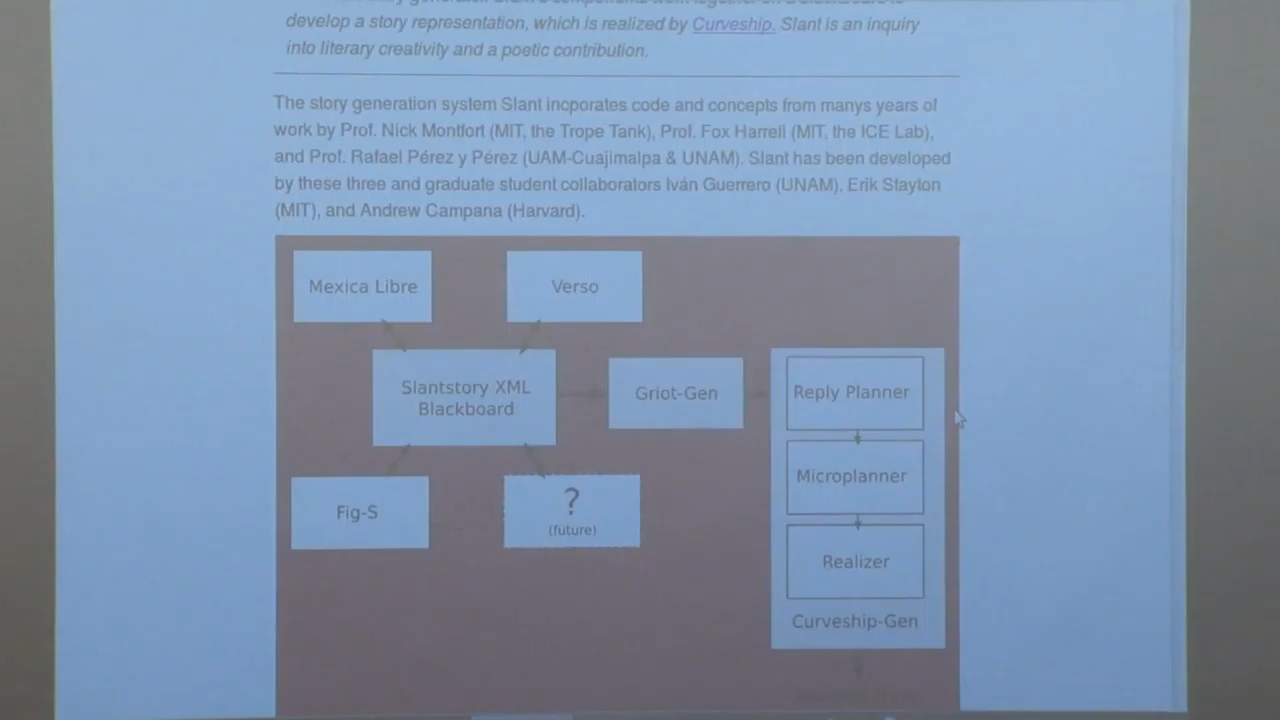 develop a story representation, which is realized by Curveship. Slant is an inquiry
into literary creativity and a poetic contribution.
The story generation system Slant incporates code and concepts from manys years of
work by Prof. Nick Montfort (MIT, the Trope Tank), Prof. Fox Harrell (MIT, the ICE Lab),
and Prof. Rafael Pérez y Pérez (UAM-Cuajimalpa & UNAM). Slant has been developed
by these three and graduate student collaborators Iván Guerrero (UNAM), Erik Stayton
(MIT), and Andrew Campana (Harvard).
Mexica Libre
Verso
Slantstory XML
Blackboard
Griot-Gen
Reply Planner
Microplanner
Fig-S
?
(future)
Realizer
Curveship-Gen